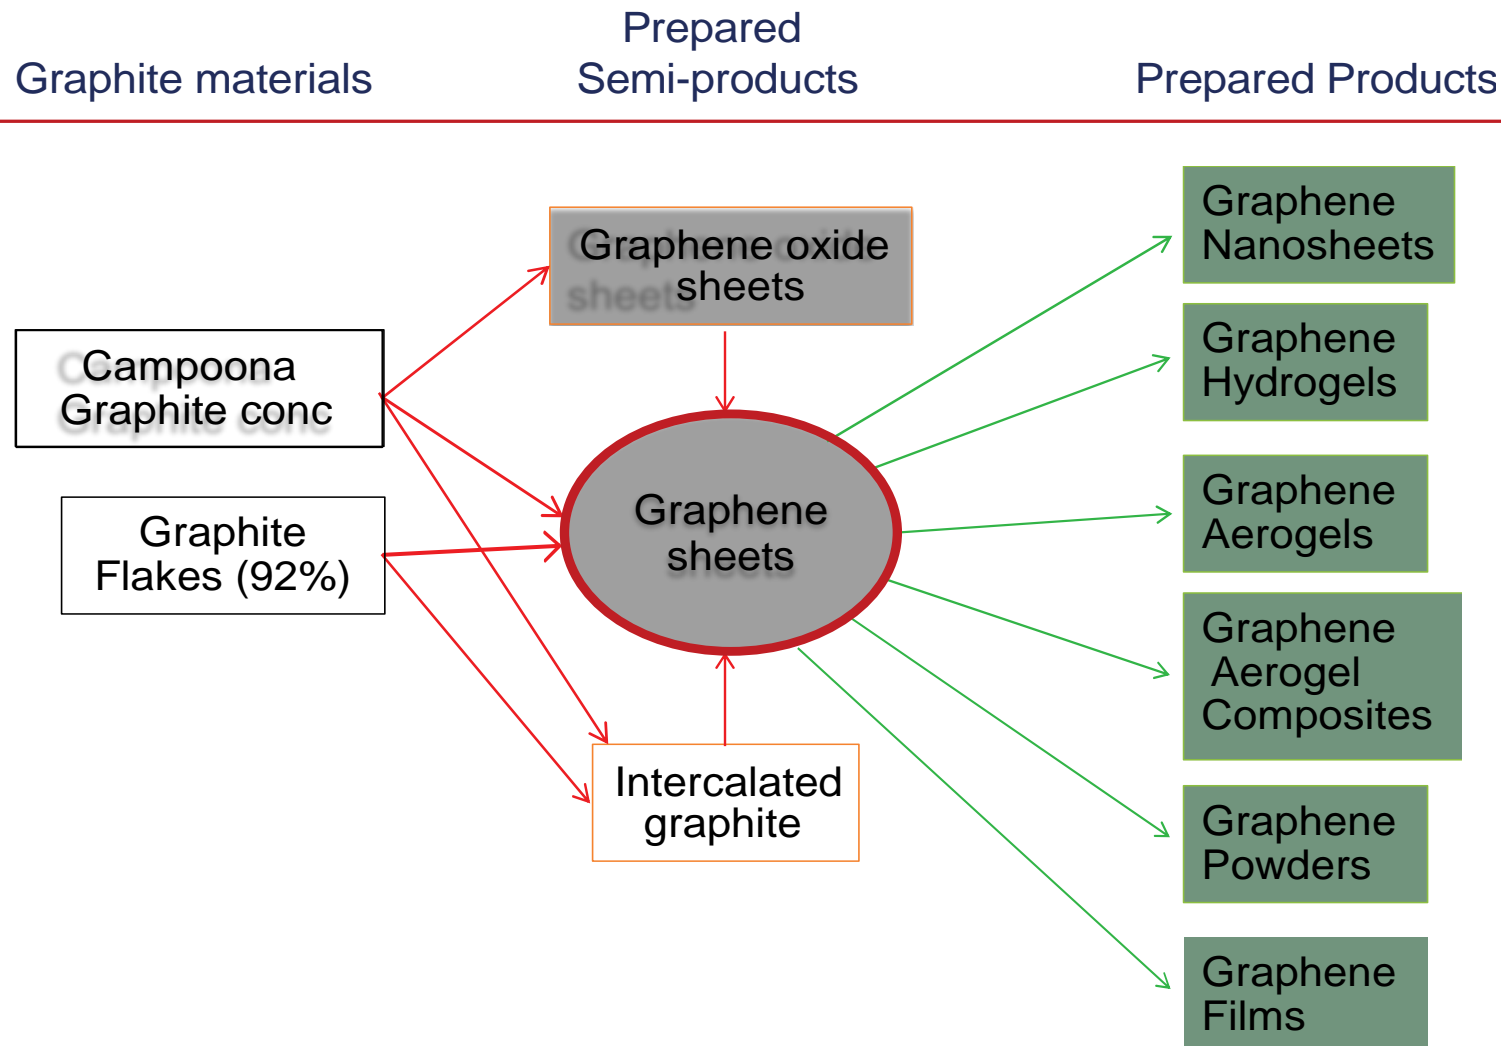 Graphite materials
Prepared
Semi-products
Prepared Products
Campoona
Graphite conc
Graphite
Flakes (92%)
Graphene oxide
sheets
Graphene
sheets
Intercalated
graphite
Graphene
Nanosheets
Graphene
Hydrogels
Graphene
Aerogels
Graphene
Aerogel
Composites
Graphene
Powders
Graphene
Films